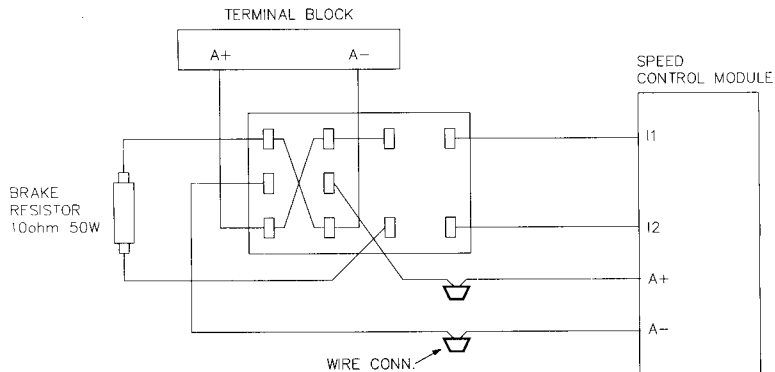 TERMINAL BLOCK
A+ A-
SPEED
CONTROL MODULE
I1
BRAKE
RESISTOR
10ohm 50W
I2
A+
A-
WIRE CONN.